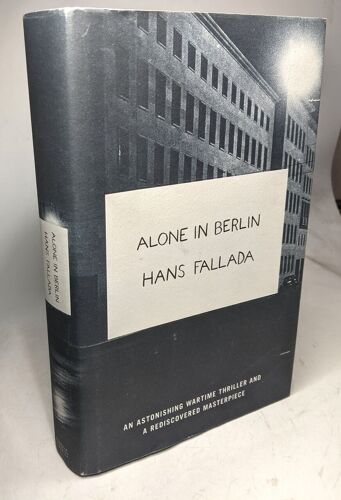 ALONE IN BERLIN
HANS FALLADA
AN ASTONISHING WARTIME THRILLER AND
A REDISCOVERED MASTERPIECE
ALONE IN BERLIN
HANS FALLADA